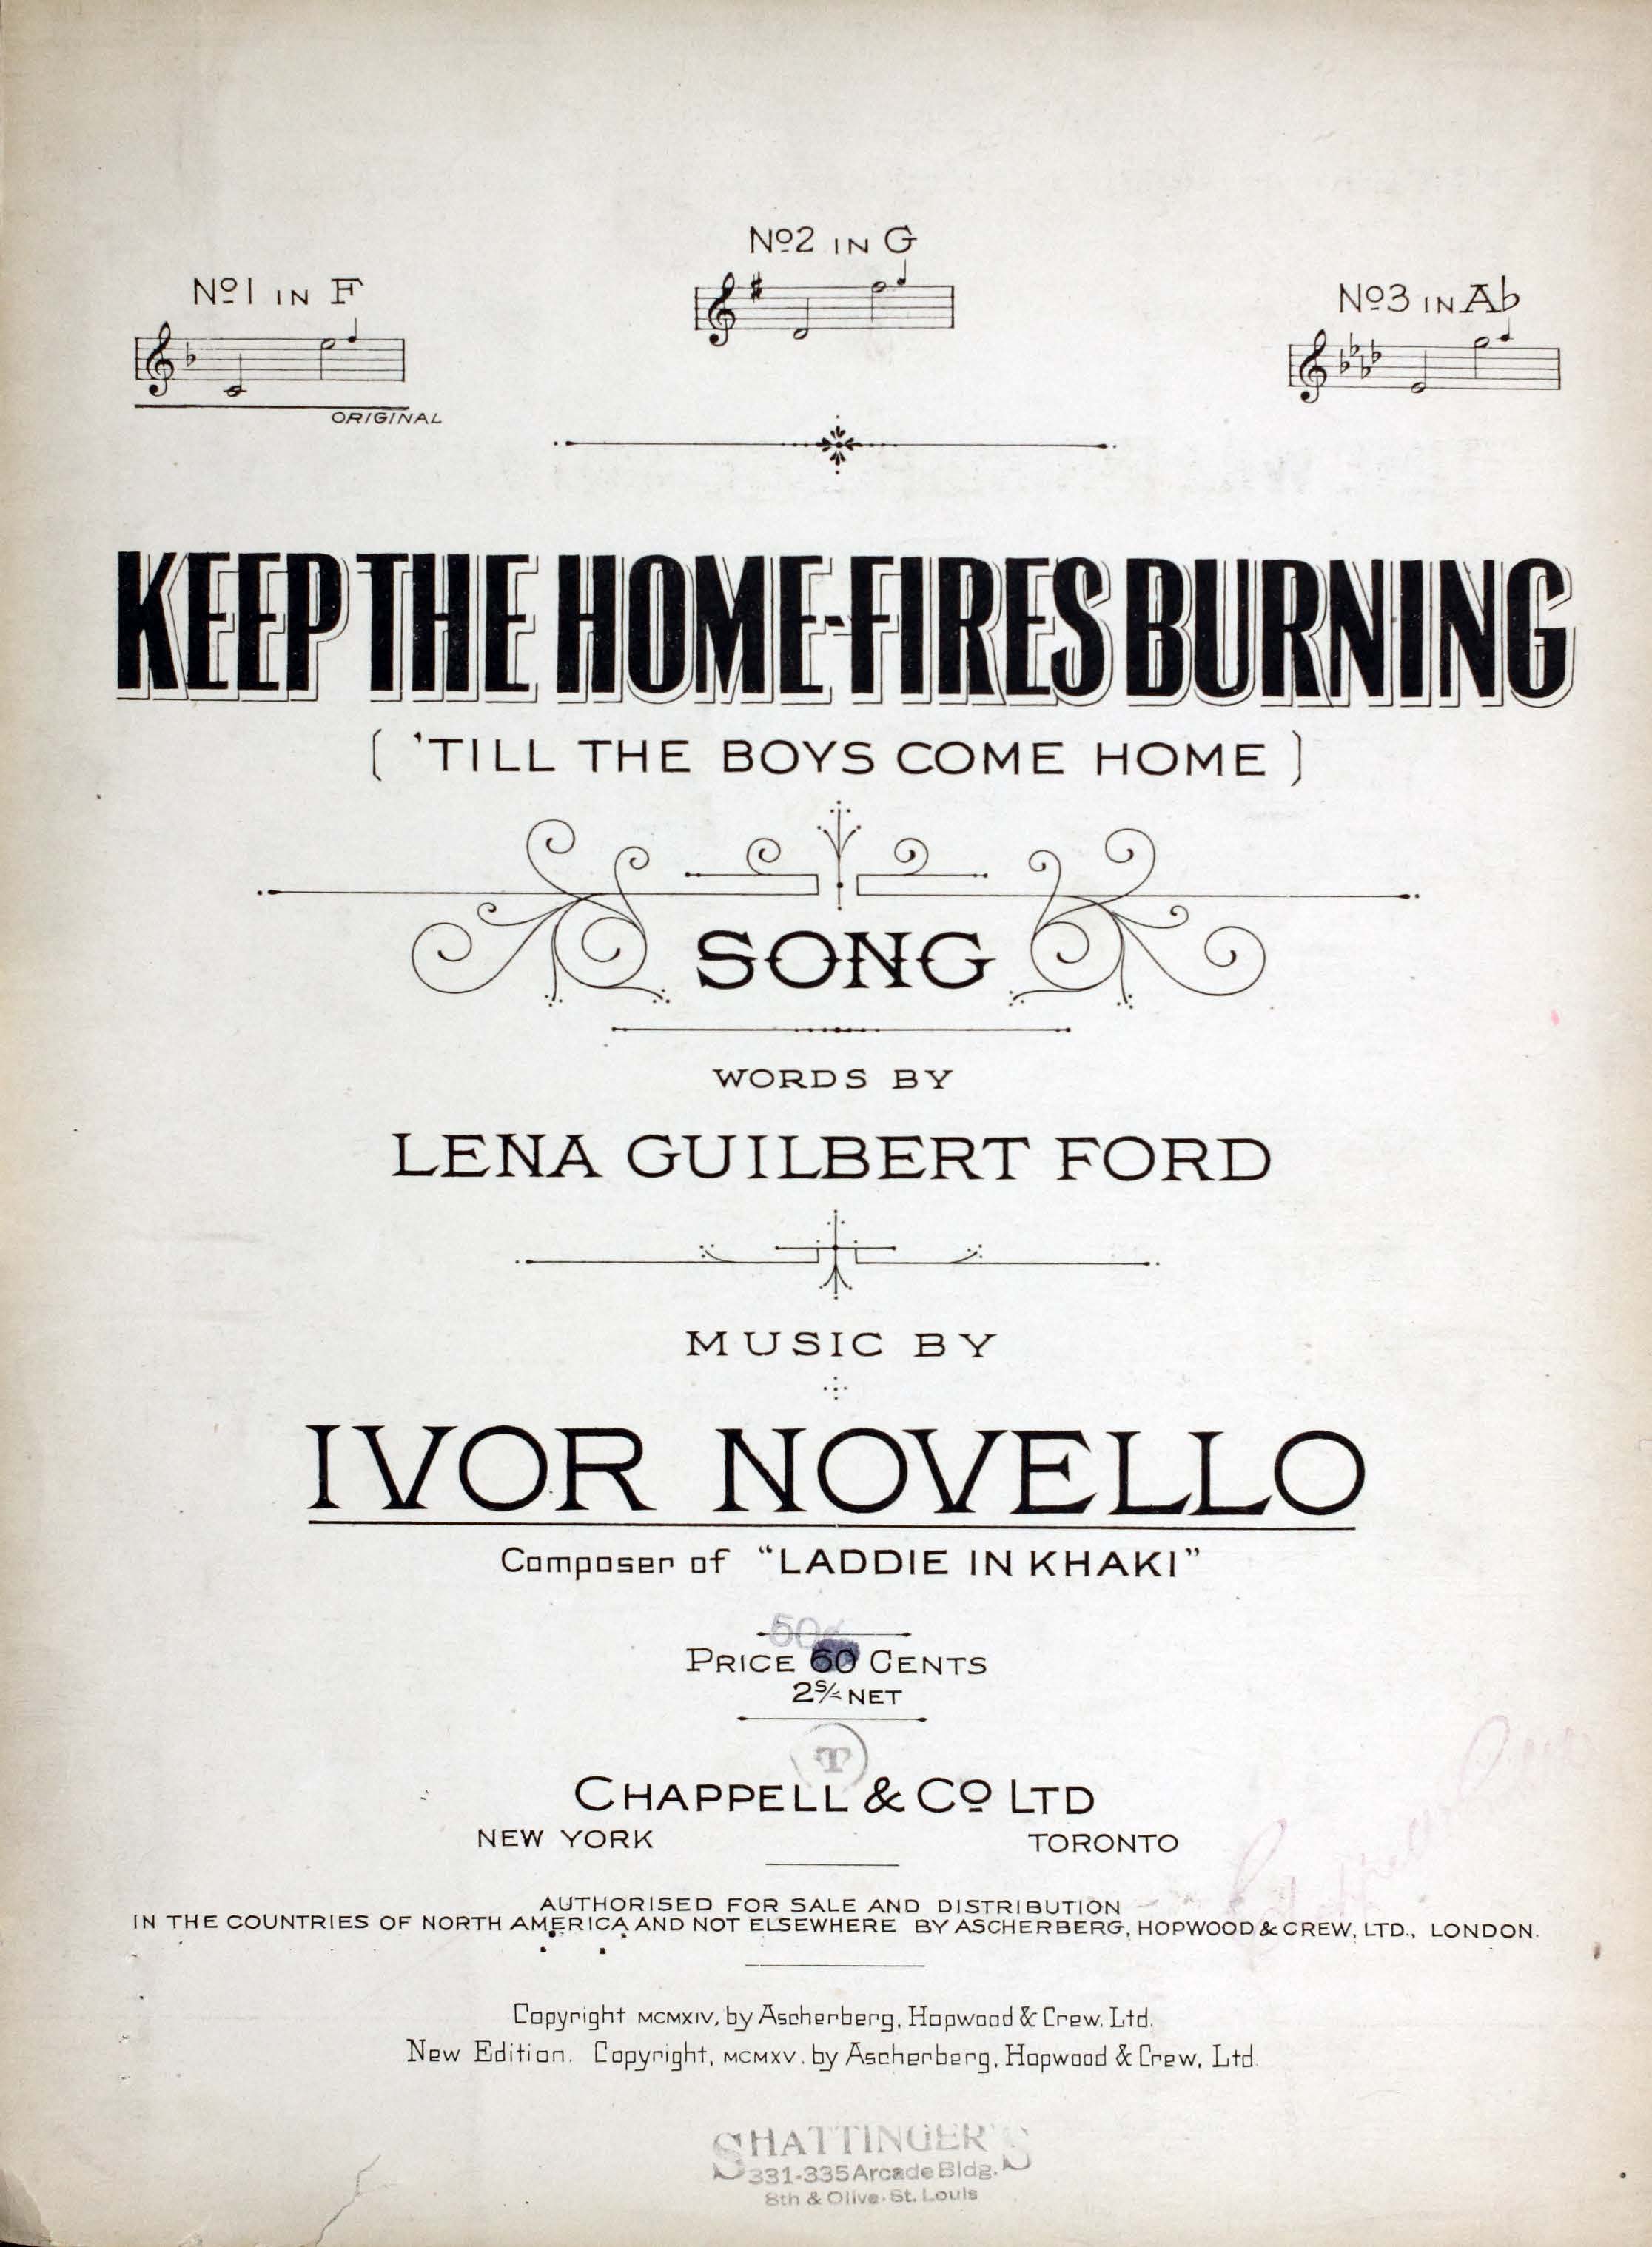 Nº2 IN G
Nº1 IN F
Nº3 IN A♭
ORIGINAL
KEEP THE HOME-FIRES BURNING
( 'TILL THE BOYS COME HOME )
SONG
WORDS BY
LENA GUILBERT FORD
MUSIC BY
IVOR NOVELLO
Composer of "LADDIE IN KHAKI"
50¢
PRICE 60 CENTS
2S/- NET
T
CHAPPELL & Cº LTD
NEW YORK TORONTO
AUTHORISED FOR SALE AND DISTRIBUTION
IN THE COUNTRIES OF NORTH AMERICA AND NOT ELSEWHERE BY ASCHERBERG, HOPWOOD & CREW, LTD., LONDON.
Copyright MCMXIV, by Ascherberg, Hopwood & Crew, Ltd.
New Edition. Copyright, MCMXV, by Ascherberg, Hopwood & Crew, Ltd.
SHATTINGER'S
331-335 Arcade Bldg.
8th & Olive. St. Louis